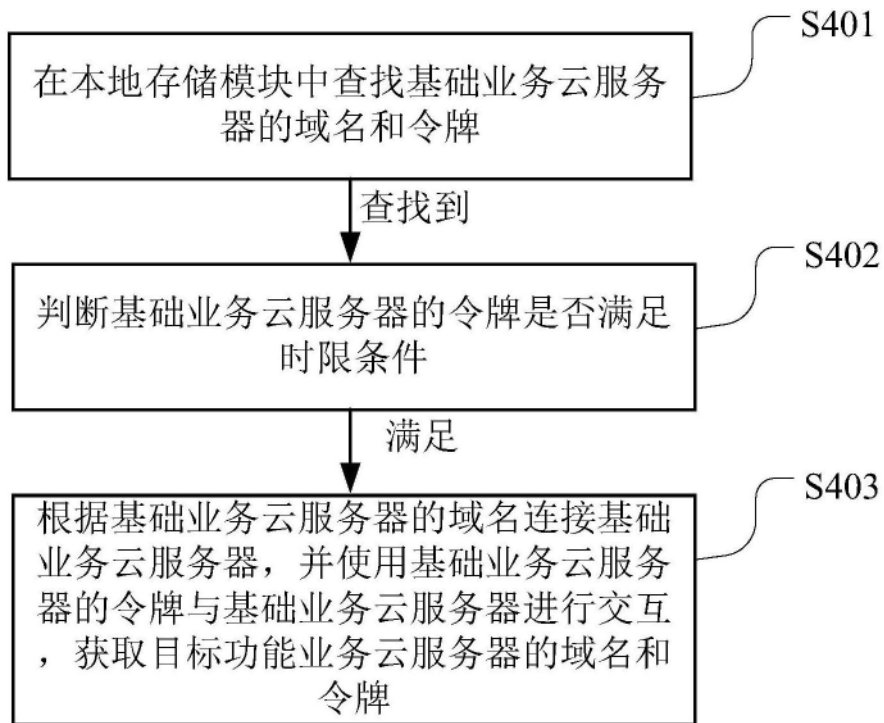 S401
在本地存储模块中查找基础业务云服务
器的域名和令牌
查找到
S402
判断基础业务云服务器的令牌是否满足
时限条件
满足
S403
根据基础业务云服务器的域名连接基础
业务云服务器，并使用基础业务云服务
器的令牌与基础业务云服务器进行交互
，获取目标功能业务云服务器的域名和
令牌